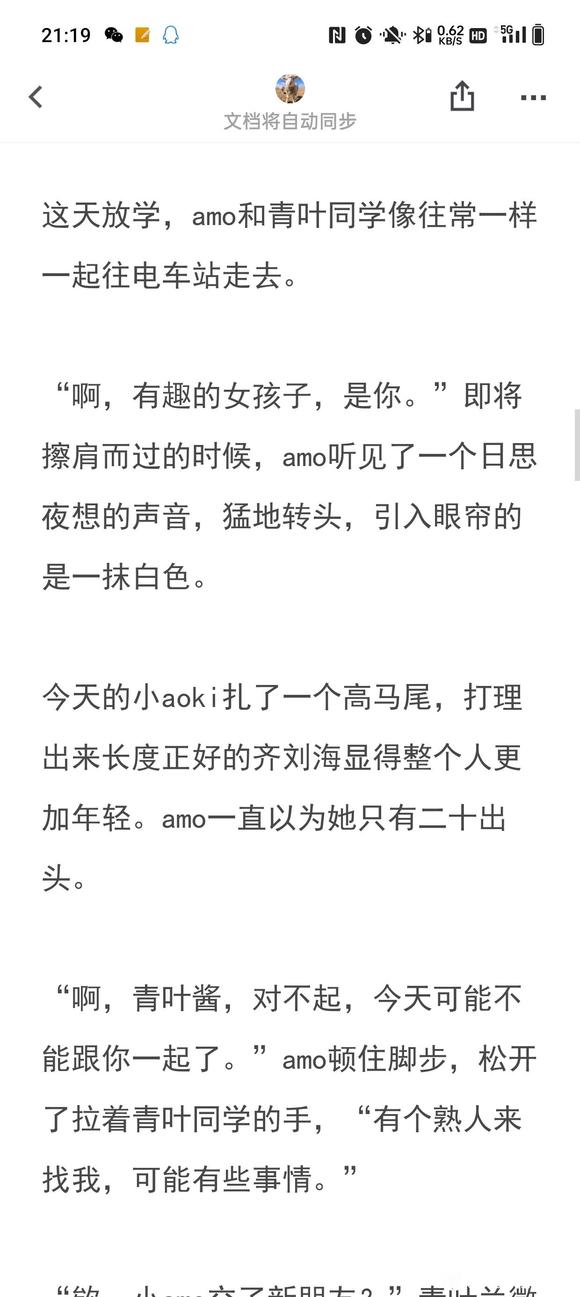 21:19
0.62
KB/S
HD
5G
文档将自动同步
这天放学，amo和青叶同学像往常一样
一起往电车站走去。
“啊，有趣的女孩子，是你。”即将
擦肩而过的时候，amo听见了一个日思
夜想的声音，猛地转头，引入眼帘的
是一抹白色。
今天的小aoki扎了一个高马尾，打理
出来长度正好的齐刘海显得整个人更
加年轻。amo一直以为她只有二十出
头。
“啊，青叶酱，对不起，今天可能不
能跟你一起了。”amo顿住脚步，松开
了拉着青叶同学的手，“有个熟人来
找我，可能有些事情。”